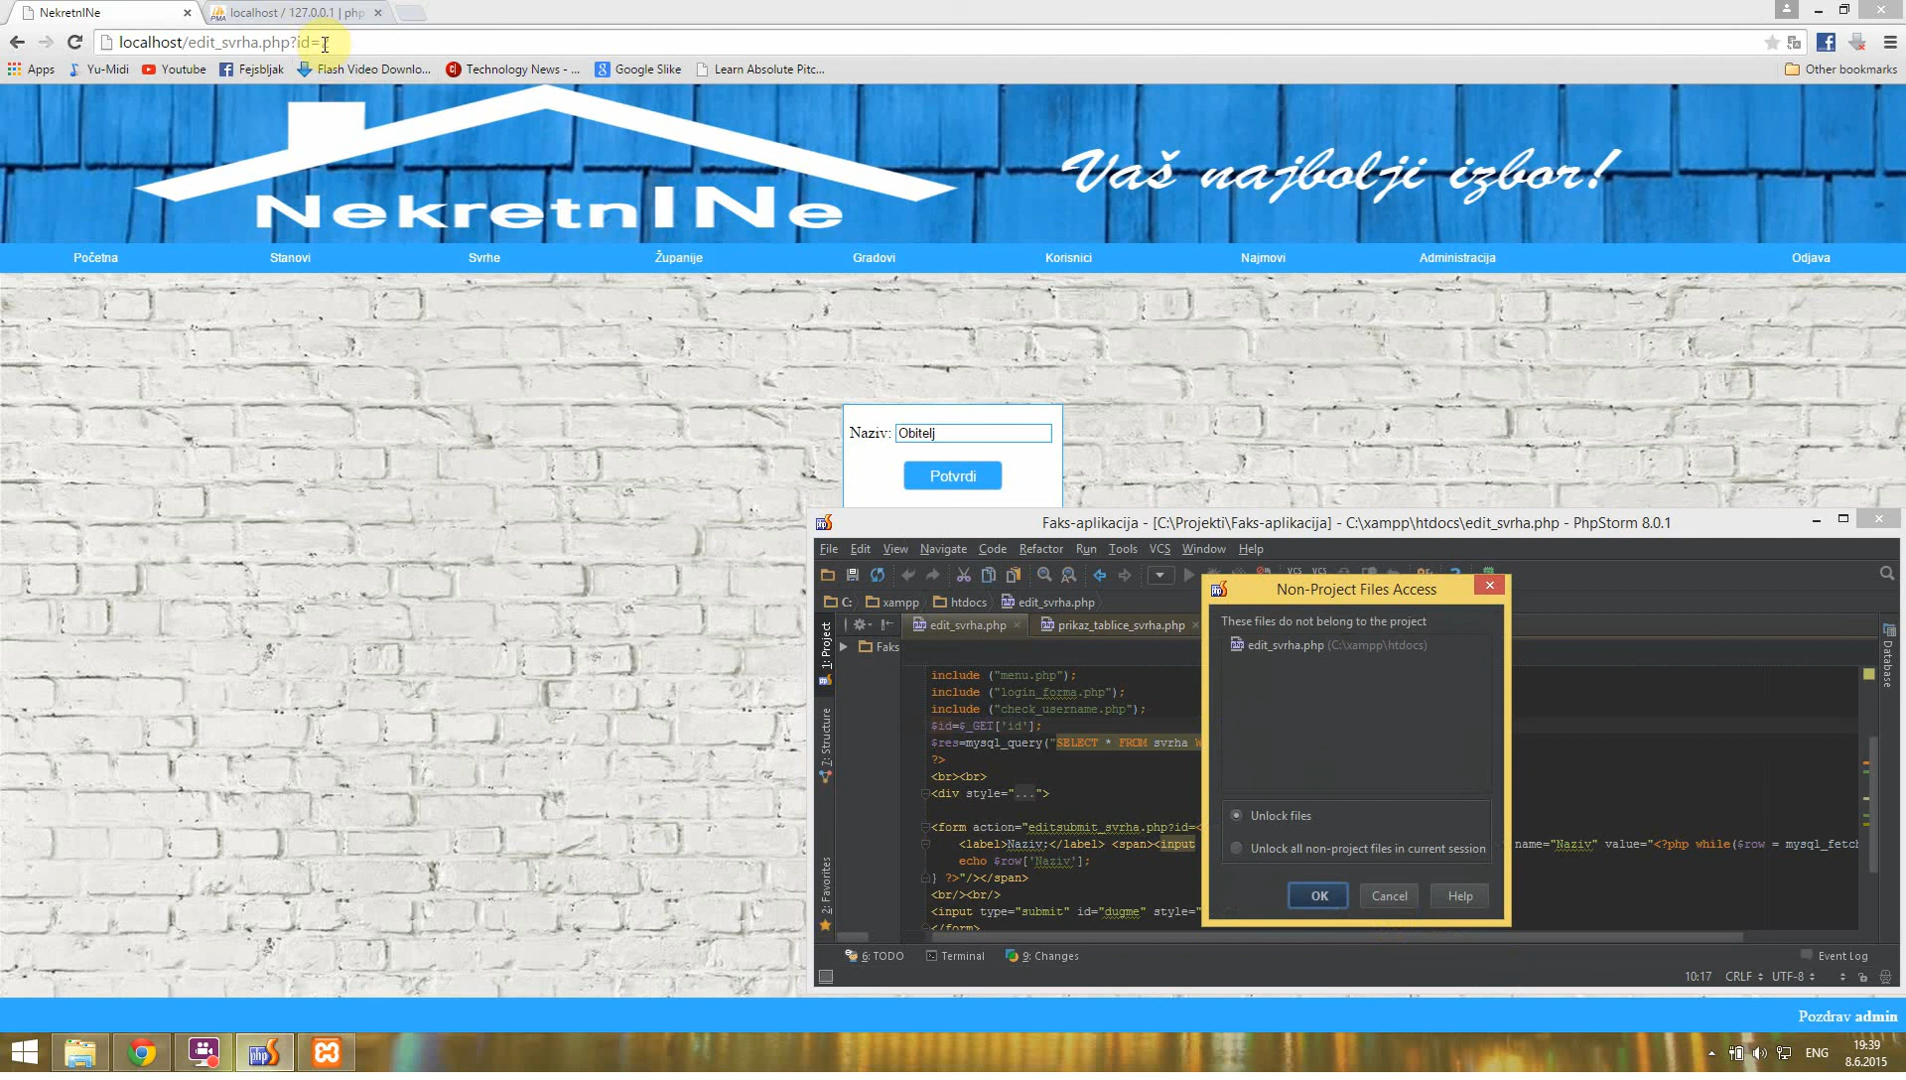 NekretnINe
localhost / 127.0.0.1 | php
localhost/edit_svrha.php?id=
Apps
Yu-Midi
Youtube
Fejsbljak
Flash Video Downlo...
Technology News - ...
Google Slike
Learn Absolute Pitc...
Other bookmarks
NekretnINe
Vaš najbolji izbor!
Početna
Stanovi
Svrhe
Županije
Gradovi
Korisnici
Najmovi
Administracija
Odjava
Naziv: Obitelj
Potvrdi
Faks-aplikacija - [C:\Projekti\Faks-aplikacija] - C:\xampp\htdocs\edit_svrha.php - PhpStorm 8.0.1
File Edit View Navigate Code Refactor Run Tools VCS Window Help
C: xampp htdocs edit_svrha.php
edit_svrha.php
prikaz_tablice_svrha.php
1: Project
7: Structure
2: Favorites
Database
Faks
include ("menu.php");
include ("login_forma.php");
include ("check_username.php");
$id=$_GET['id'];
$res=mysql_query("SELECT * FROM svrha W
?>
<br><br>
<div style="...">
<form action="editsubmit_svrha.php?id=<
<label>Naziv:</label> <span><input name="Naziv" value="<?php while($row = mysql_fetch
echo $row['Naziv'];
} ?>"/></span>
<br/><br/>
<input type="submit" id="dugme" style="
</form>
Non-Project Files Access
These files do not belong to the project
edit_svrha.php (C:\xampp\htdocs)
Unlock files
Unlock all non-project files in current session
OK
Cancel
Help
6: TODO
Terminal
9: Changes
Event Log
10:17 CRLF UTF-8
Pozdrav admin
ENG
19:39
8.6.2015